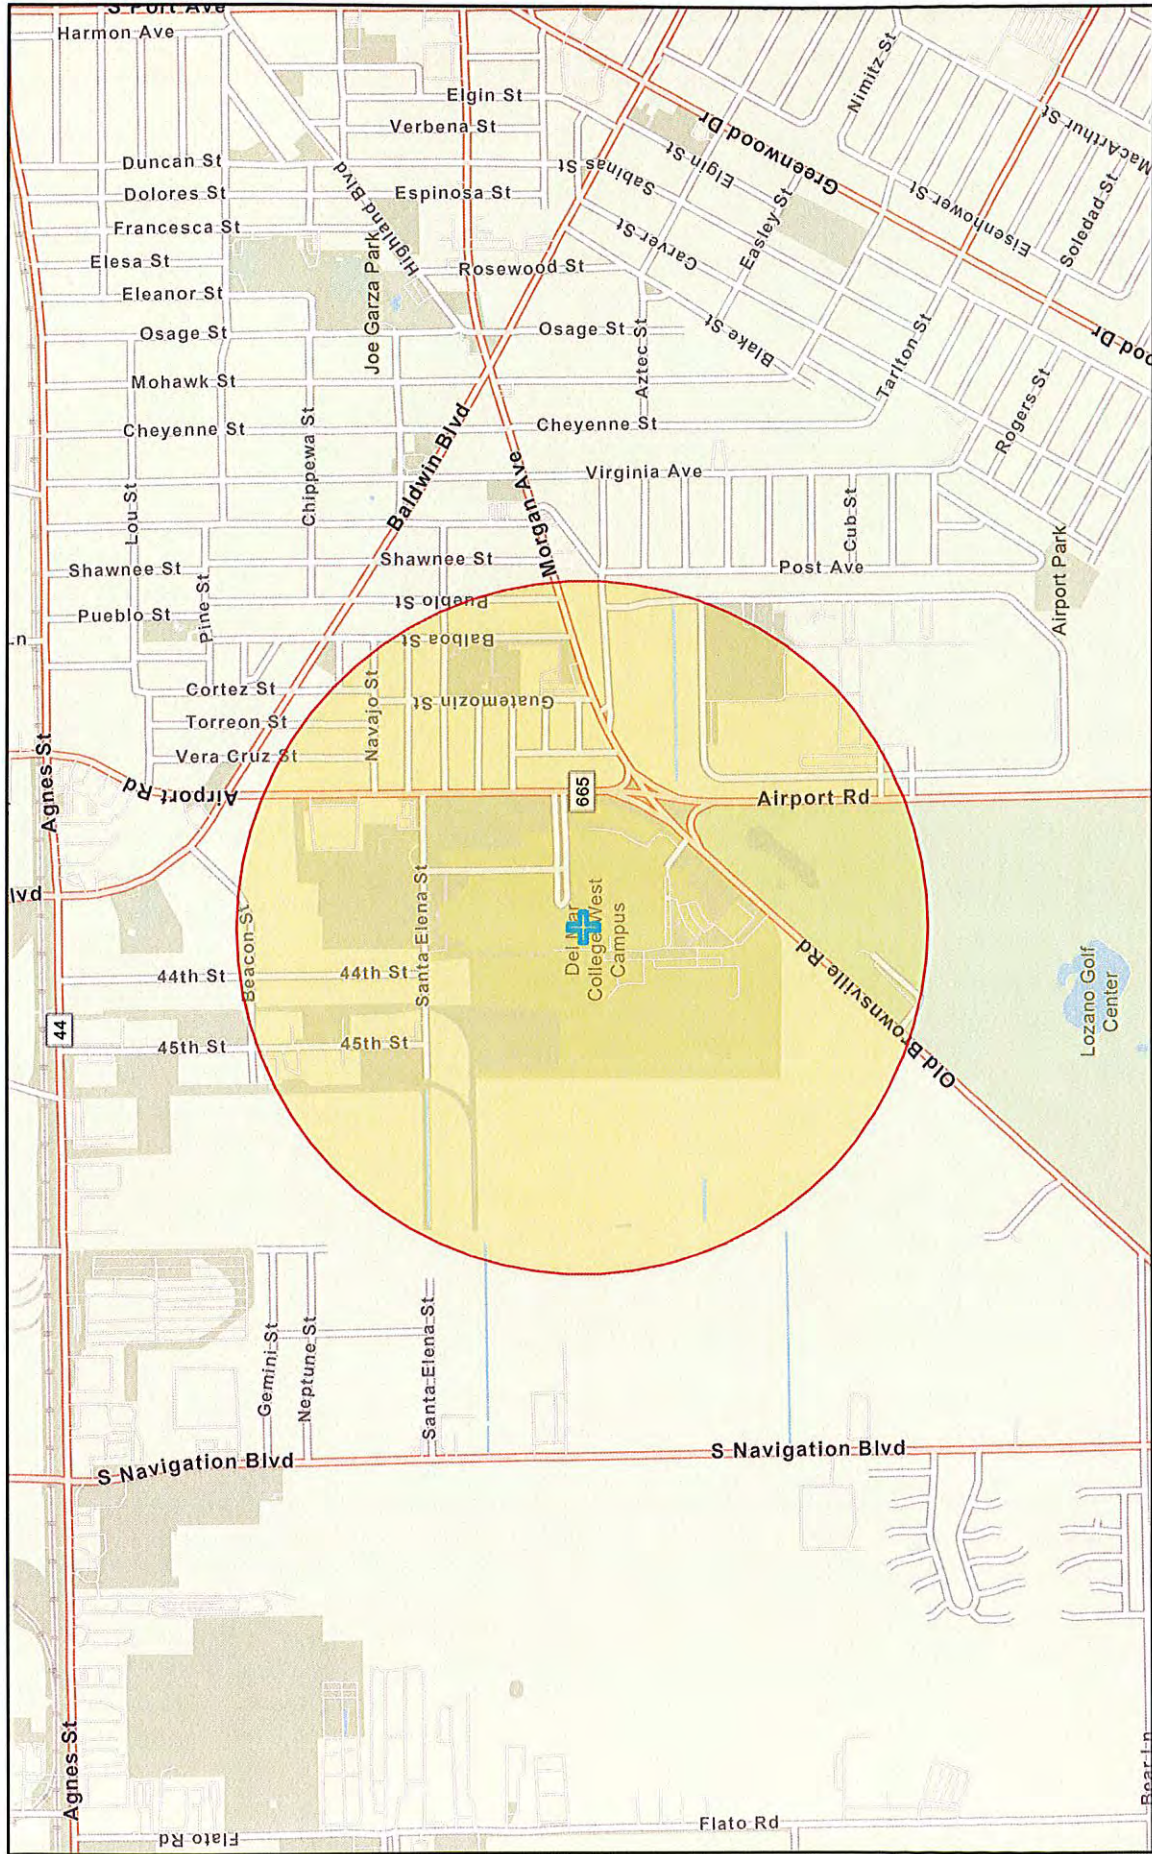 S Port Ave
Harmon Ave
Nimitz St
Elgin St
Greenwood Dr
MacArthur St
Verbena St
Duncan St
Highland Blvd
Sabinas St
Elgin St
Eisenhower St
Dolores St
Espinosa St
Easley St
Soledad St
Francesca St
Joe Garza Park
Carver St
Elesa St
Rosewood St
Eleanor St
Osage St
Osage St
Aztec St
Blake St
Tarlton St
ood Dr
Mohawk St
Rogers St
Cheyenne St
Chippewa St
Baldwin Blvd
Cheyenne St
Morgan Ave
Virginia Ave
Lou St
Cub St
Shawnee St
Shawnee St
Post Ave
Airport Park
Pueblo St
Pine St
Pueblo St
n
Balboa St
Cortez St
Navajo St
Guatemozin St
Torreon St
Vera Cruz St
Agnes St
Airport Rd
665
Airport Rd
lvd
Beacon St
Santa Elena St
Del Mar
College West
Campus
44th St
44th St
Old Brownsville Rd
Lozano Golf
Center
44
45th St
45th St
Gemini St
Neptune St
Santa Elena St
S Navigation Blvd
S Navigation Blvd
Agnes St
Bear Ln
Flato Rd
Flato Rd